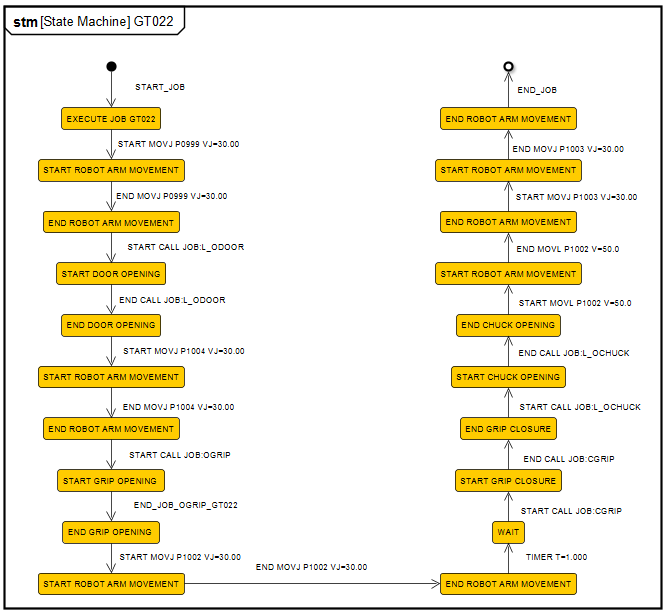 stm [State Machine] GT022
START_JOB
EXECUTE JOB GT022
START MOVJ P0999 VJ=30.00
START ROBOT ARM MOVEMENT
END MOVJ P0999 VJ=30.00
END ROBOT ARM MOVEMENT
START CALL JOB:L_ODOOR
START DOOR OPENING
END CALL JOB:L_ODOOR
END DOOR OPENING
START MOVJ P1004 VJ=30.00
START ROBOT ARM MOVEMENT
END MOVJ P1004 VJ=30.00
END ROBOT ARM MOVEMENT
START CALL JOB:OGRIP
START GRIP OPENING
END_JOB_OGRIP_GT022
END GRIP OPENING
START MOVJ P1002 VJ=30.00
START ROBOT ARM MOVEMENT
END MOVJ P1002 VJ=30.00
END ROBOT ARM MOVEMENT
TIMER T=1.000
WAIT
START CALL JOB:CGRIP
START GRIP CLOSURE
END CALL JOB:CGRIP
END GRIP CLOSURE
START CALL JOB:L_OCHUCK
START CHUCK OPENING
END CALL JOB:L_OCHUCK
END CHUCK OPENING
START MOVL P1002 V=50.0
START ROBOT ARM MOVEMENT
END MOVL P1002 V=50.0
END ROBOT ARM MOVEMENT
START MOVJ P1003 VJ=30.00
START ROBOT ARM MOVEMENT
END MOVJ P1003 VJ=30.00
END ROBOT ARM MOVEMENT
END_JOB